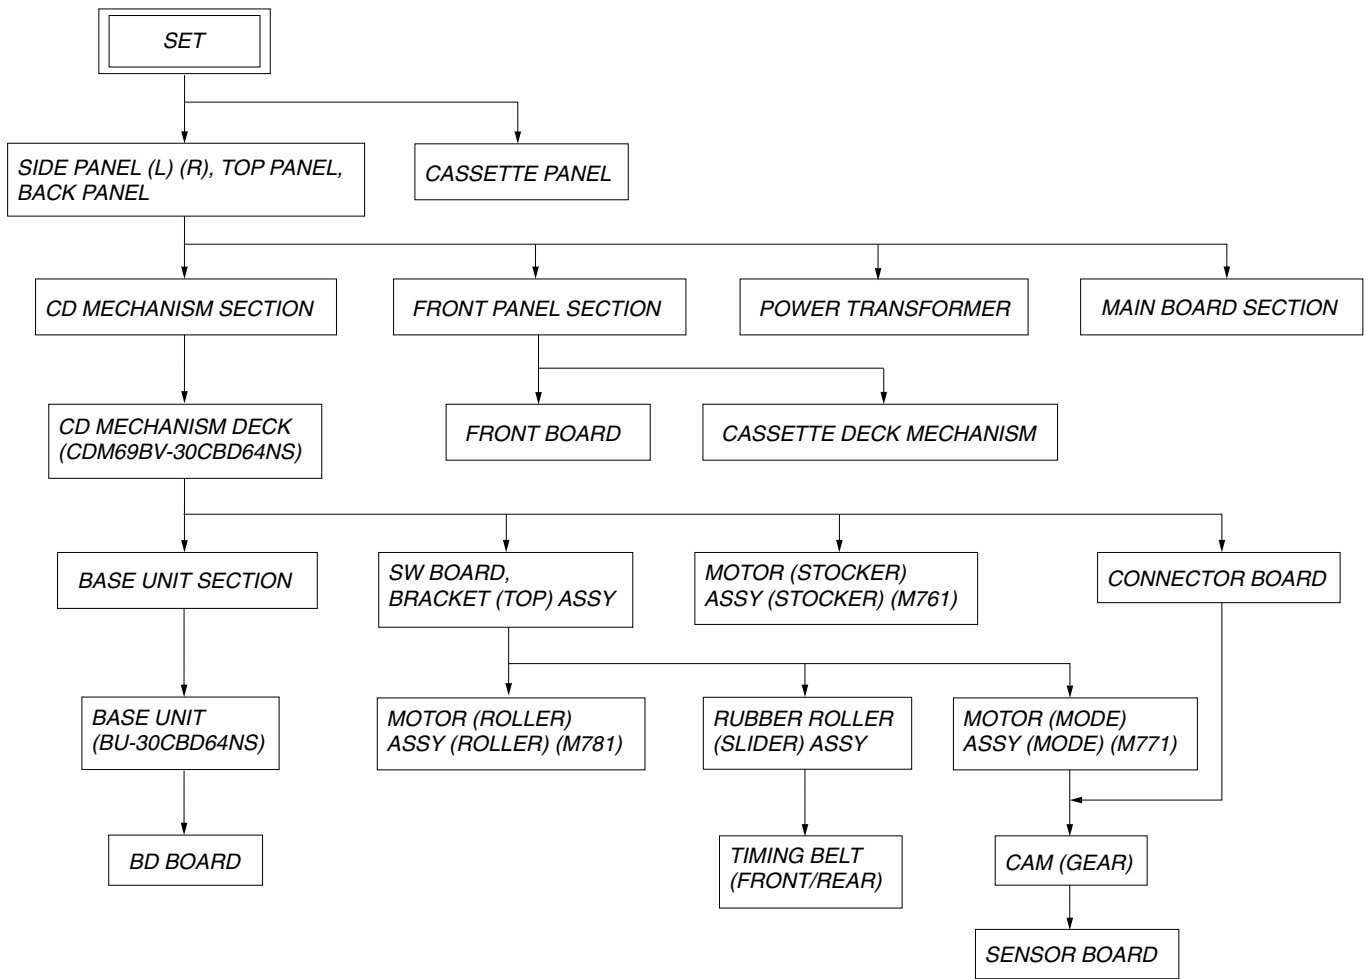 SET
SIDE PANEL (L) (R), TOP PANEL,
BACK PANEL
CASSETTE PANEL
CD MECHANISM SECTION
FRONT PANEL SECTION
POWER TRANSFORMER
MAIN BOARD SECTION
CD MECHANISM DECK
(CDM69BV-30CBD64NS)
FRONT BOARD
CASSETTE DECK MECHANISM
BASE UNIT SECTION
SW BOARD,
BRACKET (TOP) ASSY
MOTOR (STOCKER)
ASSY (STOCKER) (M761)
CONNECTOR BOARD
BASE UNIT
(BU-30CBD64NS)
MOTOR (ROLLER)
ASSY (ROLLER) (M781)
RUBBER ROLLER
(SLIDER) ASSY
MOTOR (MODE)
ASSY (MODE) (M771)
BD BOARD
TIMING BELT
(FRONT/REAR)
CAM (GEAR)
SENSOR BOARD